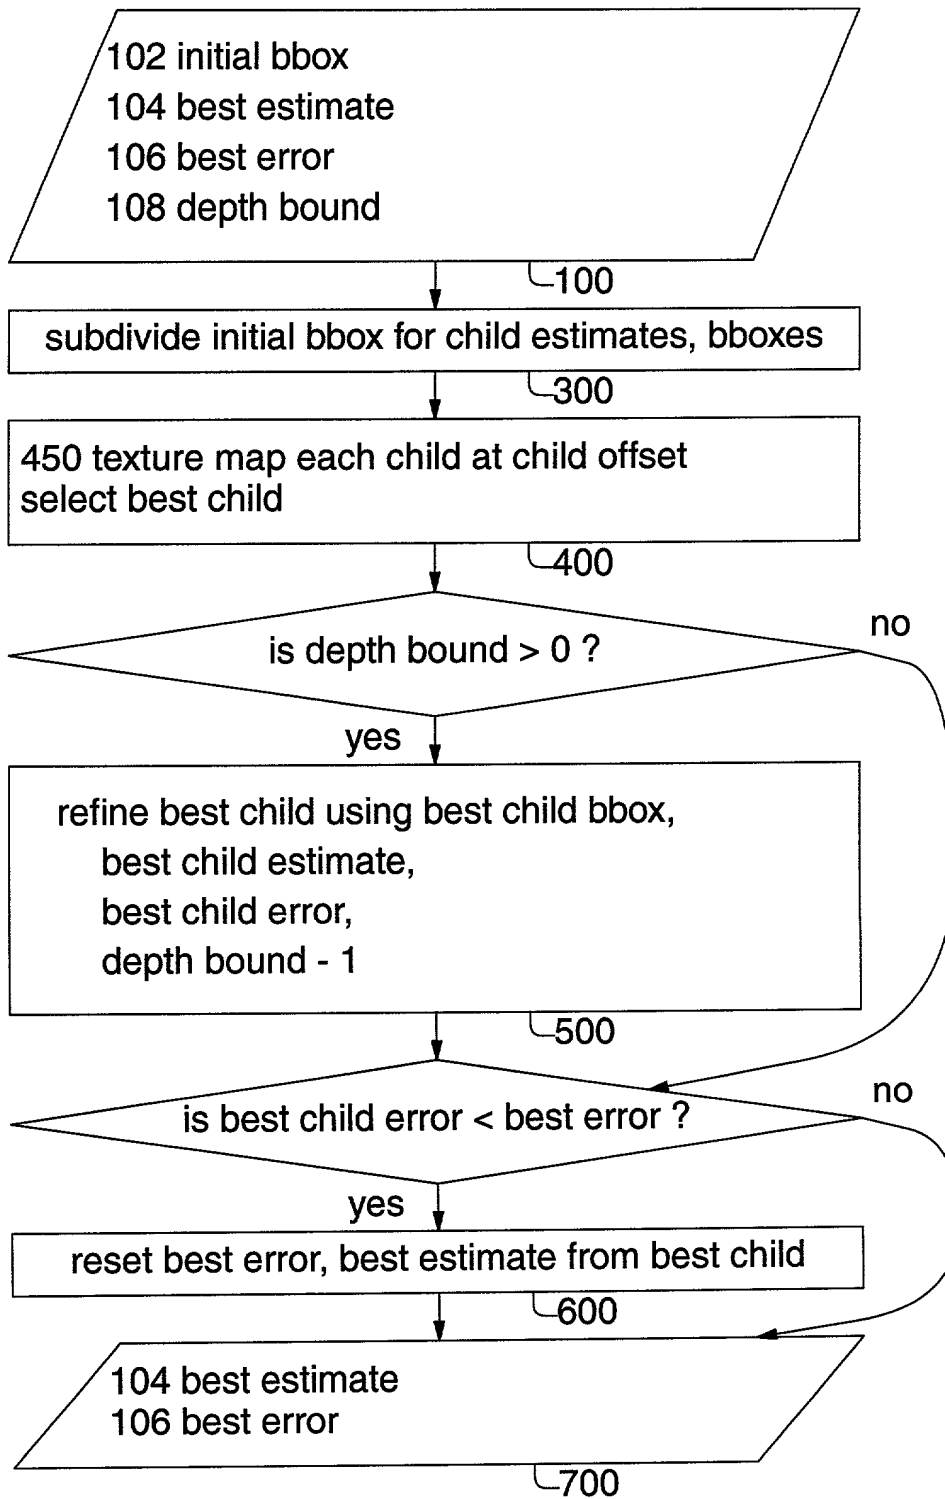 102 initial bbox
104 best estimate
106 best error
108 depth bound
100
subdivide initial bbox for child estimates, bboxes
300
450 texture map each child at child offset
select best child
400
is depth bound > 0 ?
no
yes
refine best child using best child bbox,
best child estimate,
best child error,
depth bound - 1
500
is best child error < best error ?
no
yes
reset best error, best estimate from best child
600
104 best estimate
106 best error
700